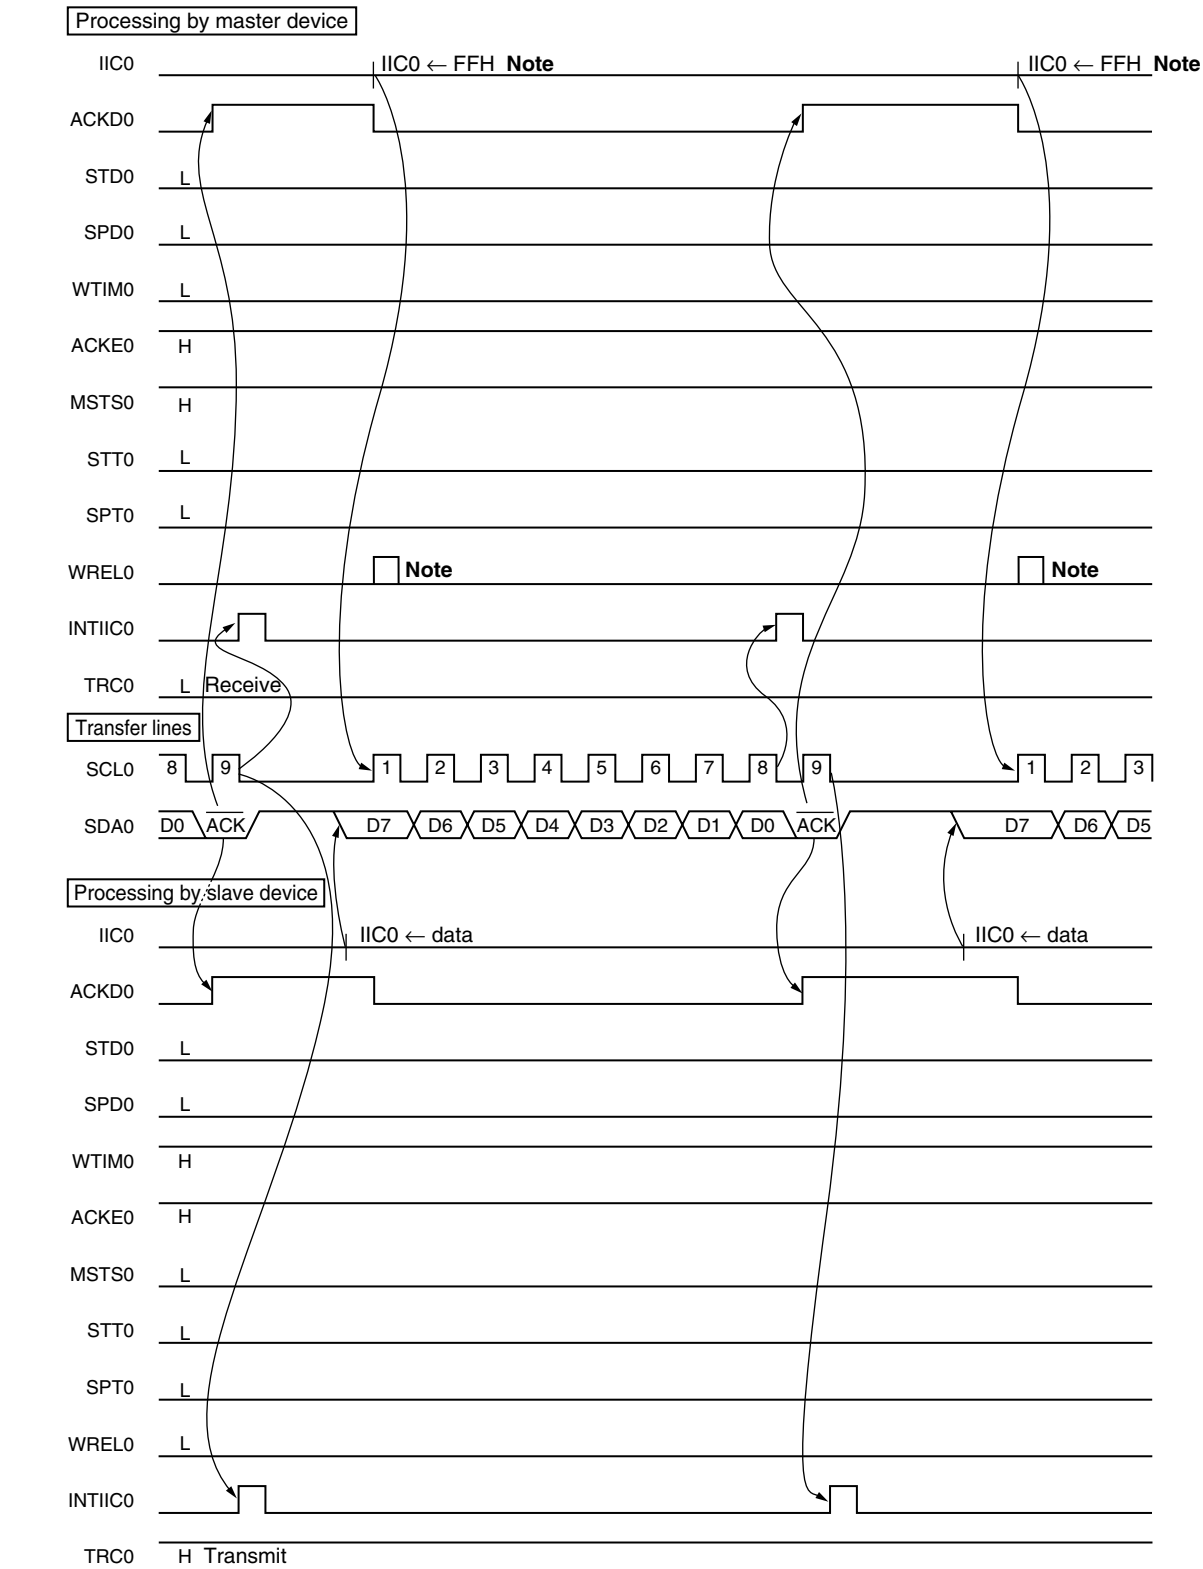 Processing by master device
IIC0 IIC0 ← FFH Note IIC0 ← FFH Note
ACKD0
STD0 L
SPD0 L
WTIM0 L
ACKE0 H
MSTS0 H
STT0 L
SPT0 L
WREL0 Note Note
INTIIC0
TRC0 L Receive
Transfer lines
SCL0 8 9 1 2 3 4 5 6 7 8 9 1 2 3
SDA0 D0 ACK D7 D6 D5 D4 D3 D2 D1 D0 ACK D7 D6 D5
Processing by slave device
IIC0 IIC0 ← data IIC0 ← data
ACKD0
STD0 L
SPD0 L
WTIM0 H
ACKE0 H
MSTS0 L
STT0 L
SPT0 L
WREL0 L
INTIIC0
TRC0 H Transmit